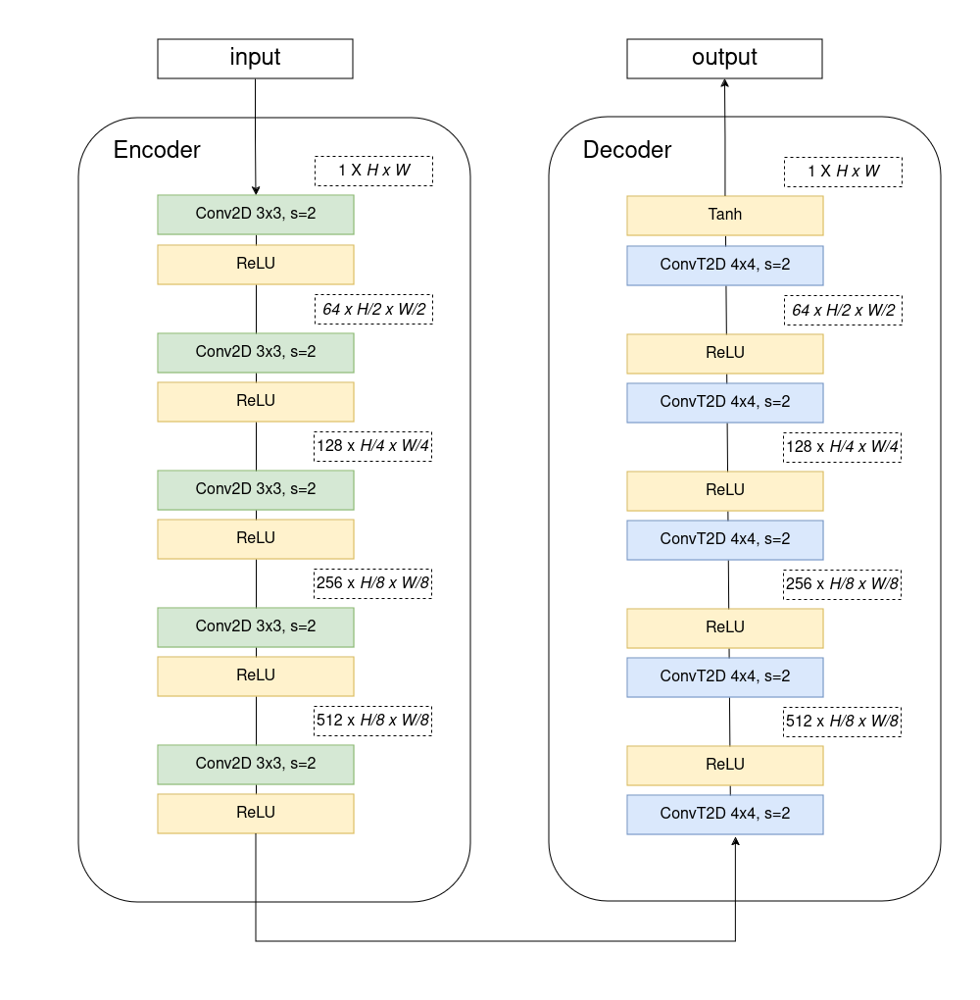 input
Encoder
1 X H x W
Conv2D 3x3, s=2
ReLU
64 x H/2 x W/2
Conv2D 3x3, s=2
ReLU
128 x H/4 x W/4
Conv2D 3x3, s=2
ReLU
256 x H/8 x W/8
Conv2D 3x3, s=2
ReLU
512 x H/8 x W/8
Conv2D 3x3, s=2
ReLU
output
Decoder
1 X H x W
Tanh
ConvT2D 4x4, s=2
64 x H/2 x W/2
ReLU
ConvT2D 4x4, s=2
128 x H/4 x W/4
ReLU
ConvT2D 4x4, s=2
256 x H/8 x W/8
ReLU
ConvT2D 4x4, s=2
512 x H/8 x W/8
ReLU
ConvT2D 4x4, s=2